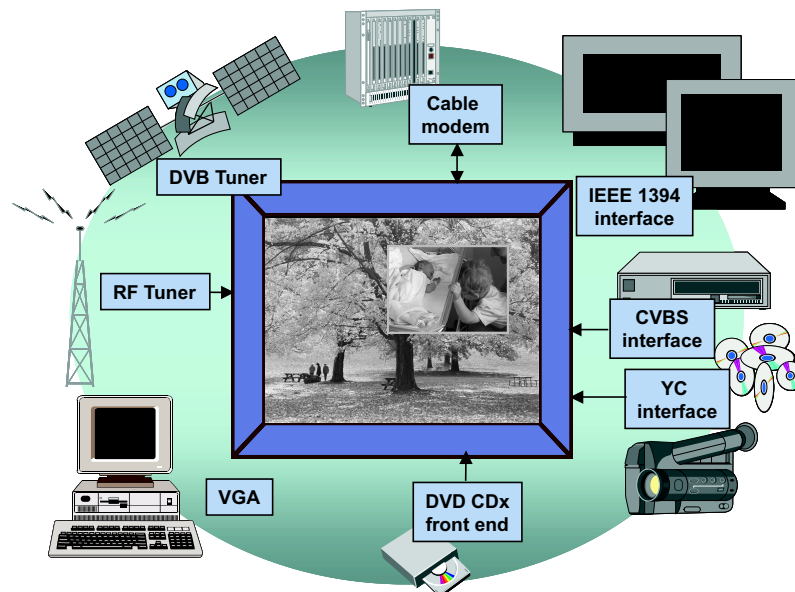 Cable
modem
DVB Tuner
IEEE 1394
interface
RF Tuner
CVBS
interface
YC
interface
VGA
DVD CDx
front end